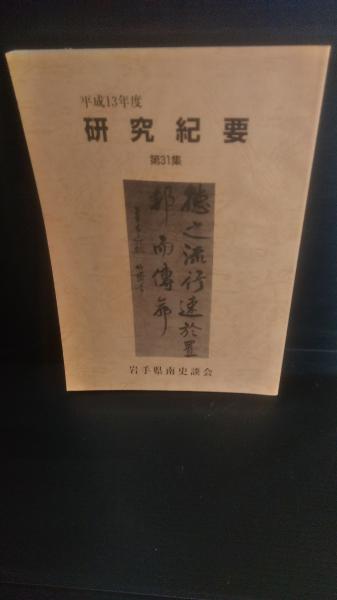 平成13年度
研究紀要
第31集
徳之流行速於置
郵而傳命
岩手県南史談会